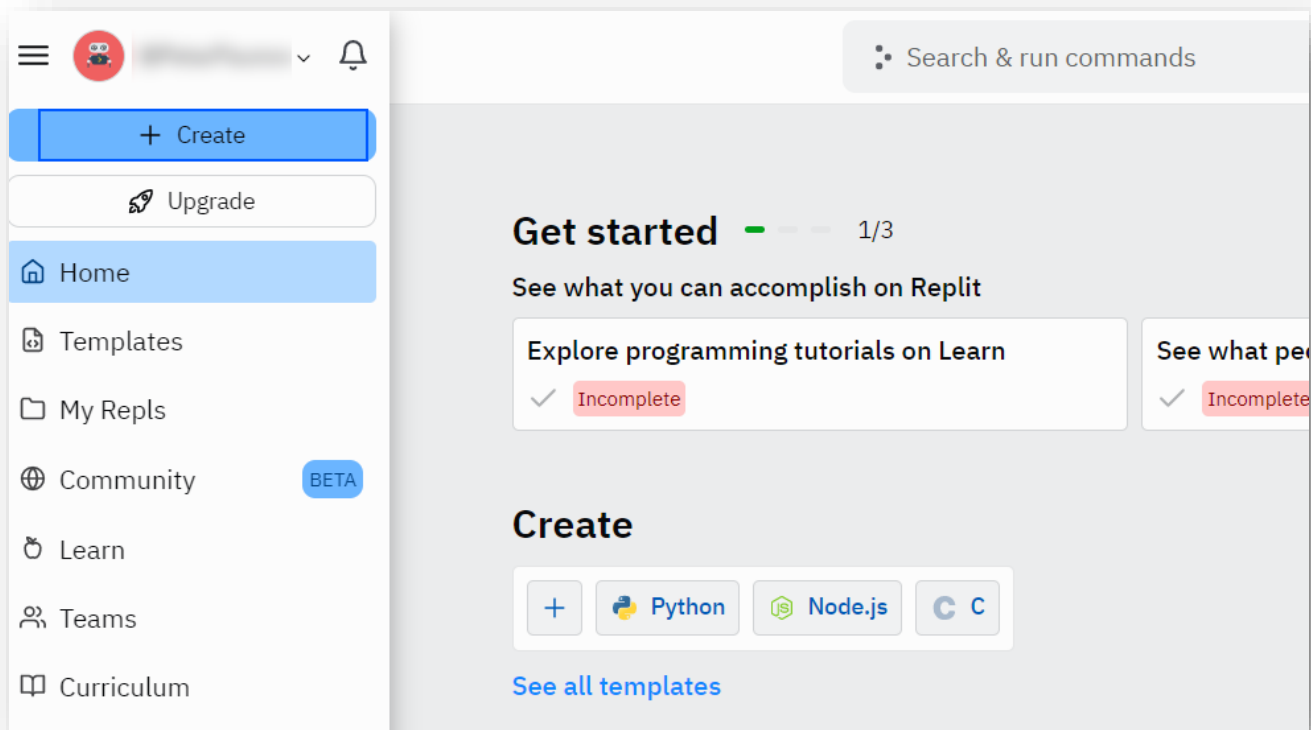 Search & run commands
+ Create
Upgrade
Home
Templates
My Repls
Community BETA
Learn
Teams
Curriculum
Get started 1/3
See what you can accomplish on Replit
Explore programming tutorials on Learn
Incomplete
See what
Incomplete
Create
+ Python Node.js C C
See all templates